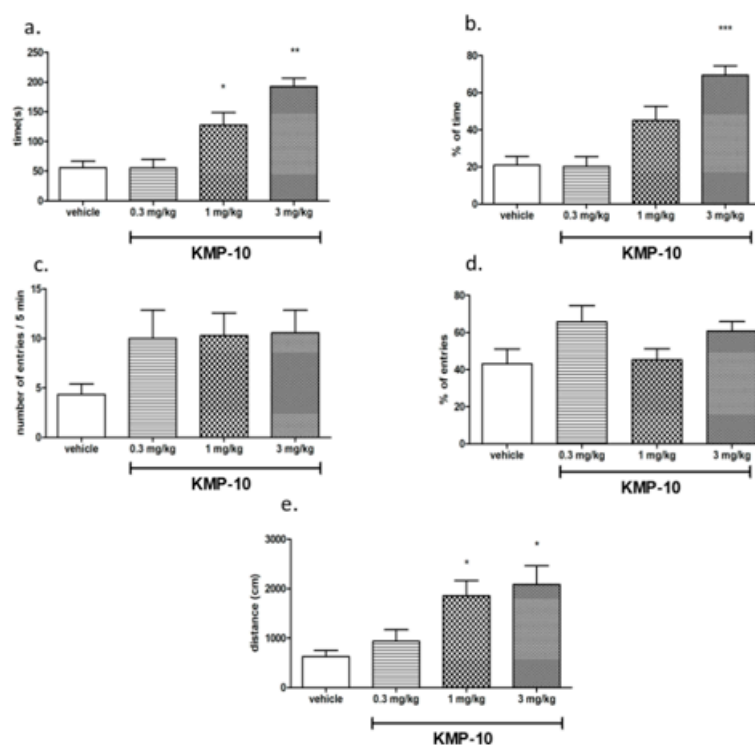 a.
time(s)
250
200
150
100
50
0
*
**
vehicle 0.3 mg/kg 1 mg/kg 3 mg/kg
KMP-10
b.
% of time
80
60
40
20
0
***
vehicle 0.3 mg/kg 1 mg/kg 3 mg/kg
KMP-10
c.
number of entries / 5 min
15
10
5
0
vehicle 0.3 mg/kg 1 mg/kg 3 mg/kg
KMP-10
d.
% of entries
80
60
40
20
0
vehicle 0.3 mg/kg 1 mg/kg 3 mg/kg
KMP-10
e.
distance (cm)
3000
2000
1000
0
*
*
vehicle 0.3 mg/kg 1 mg/kg 3 mg/kg
KMP-10